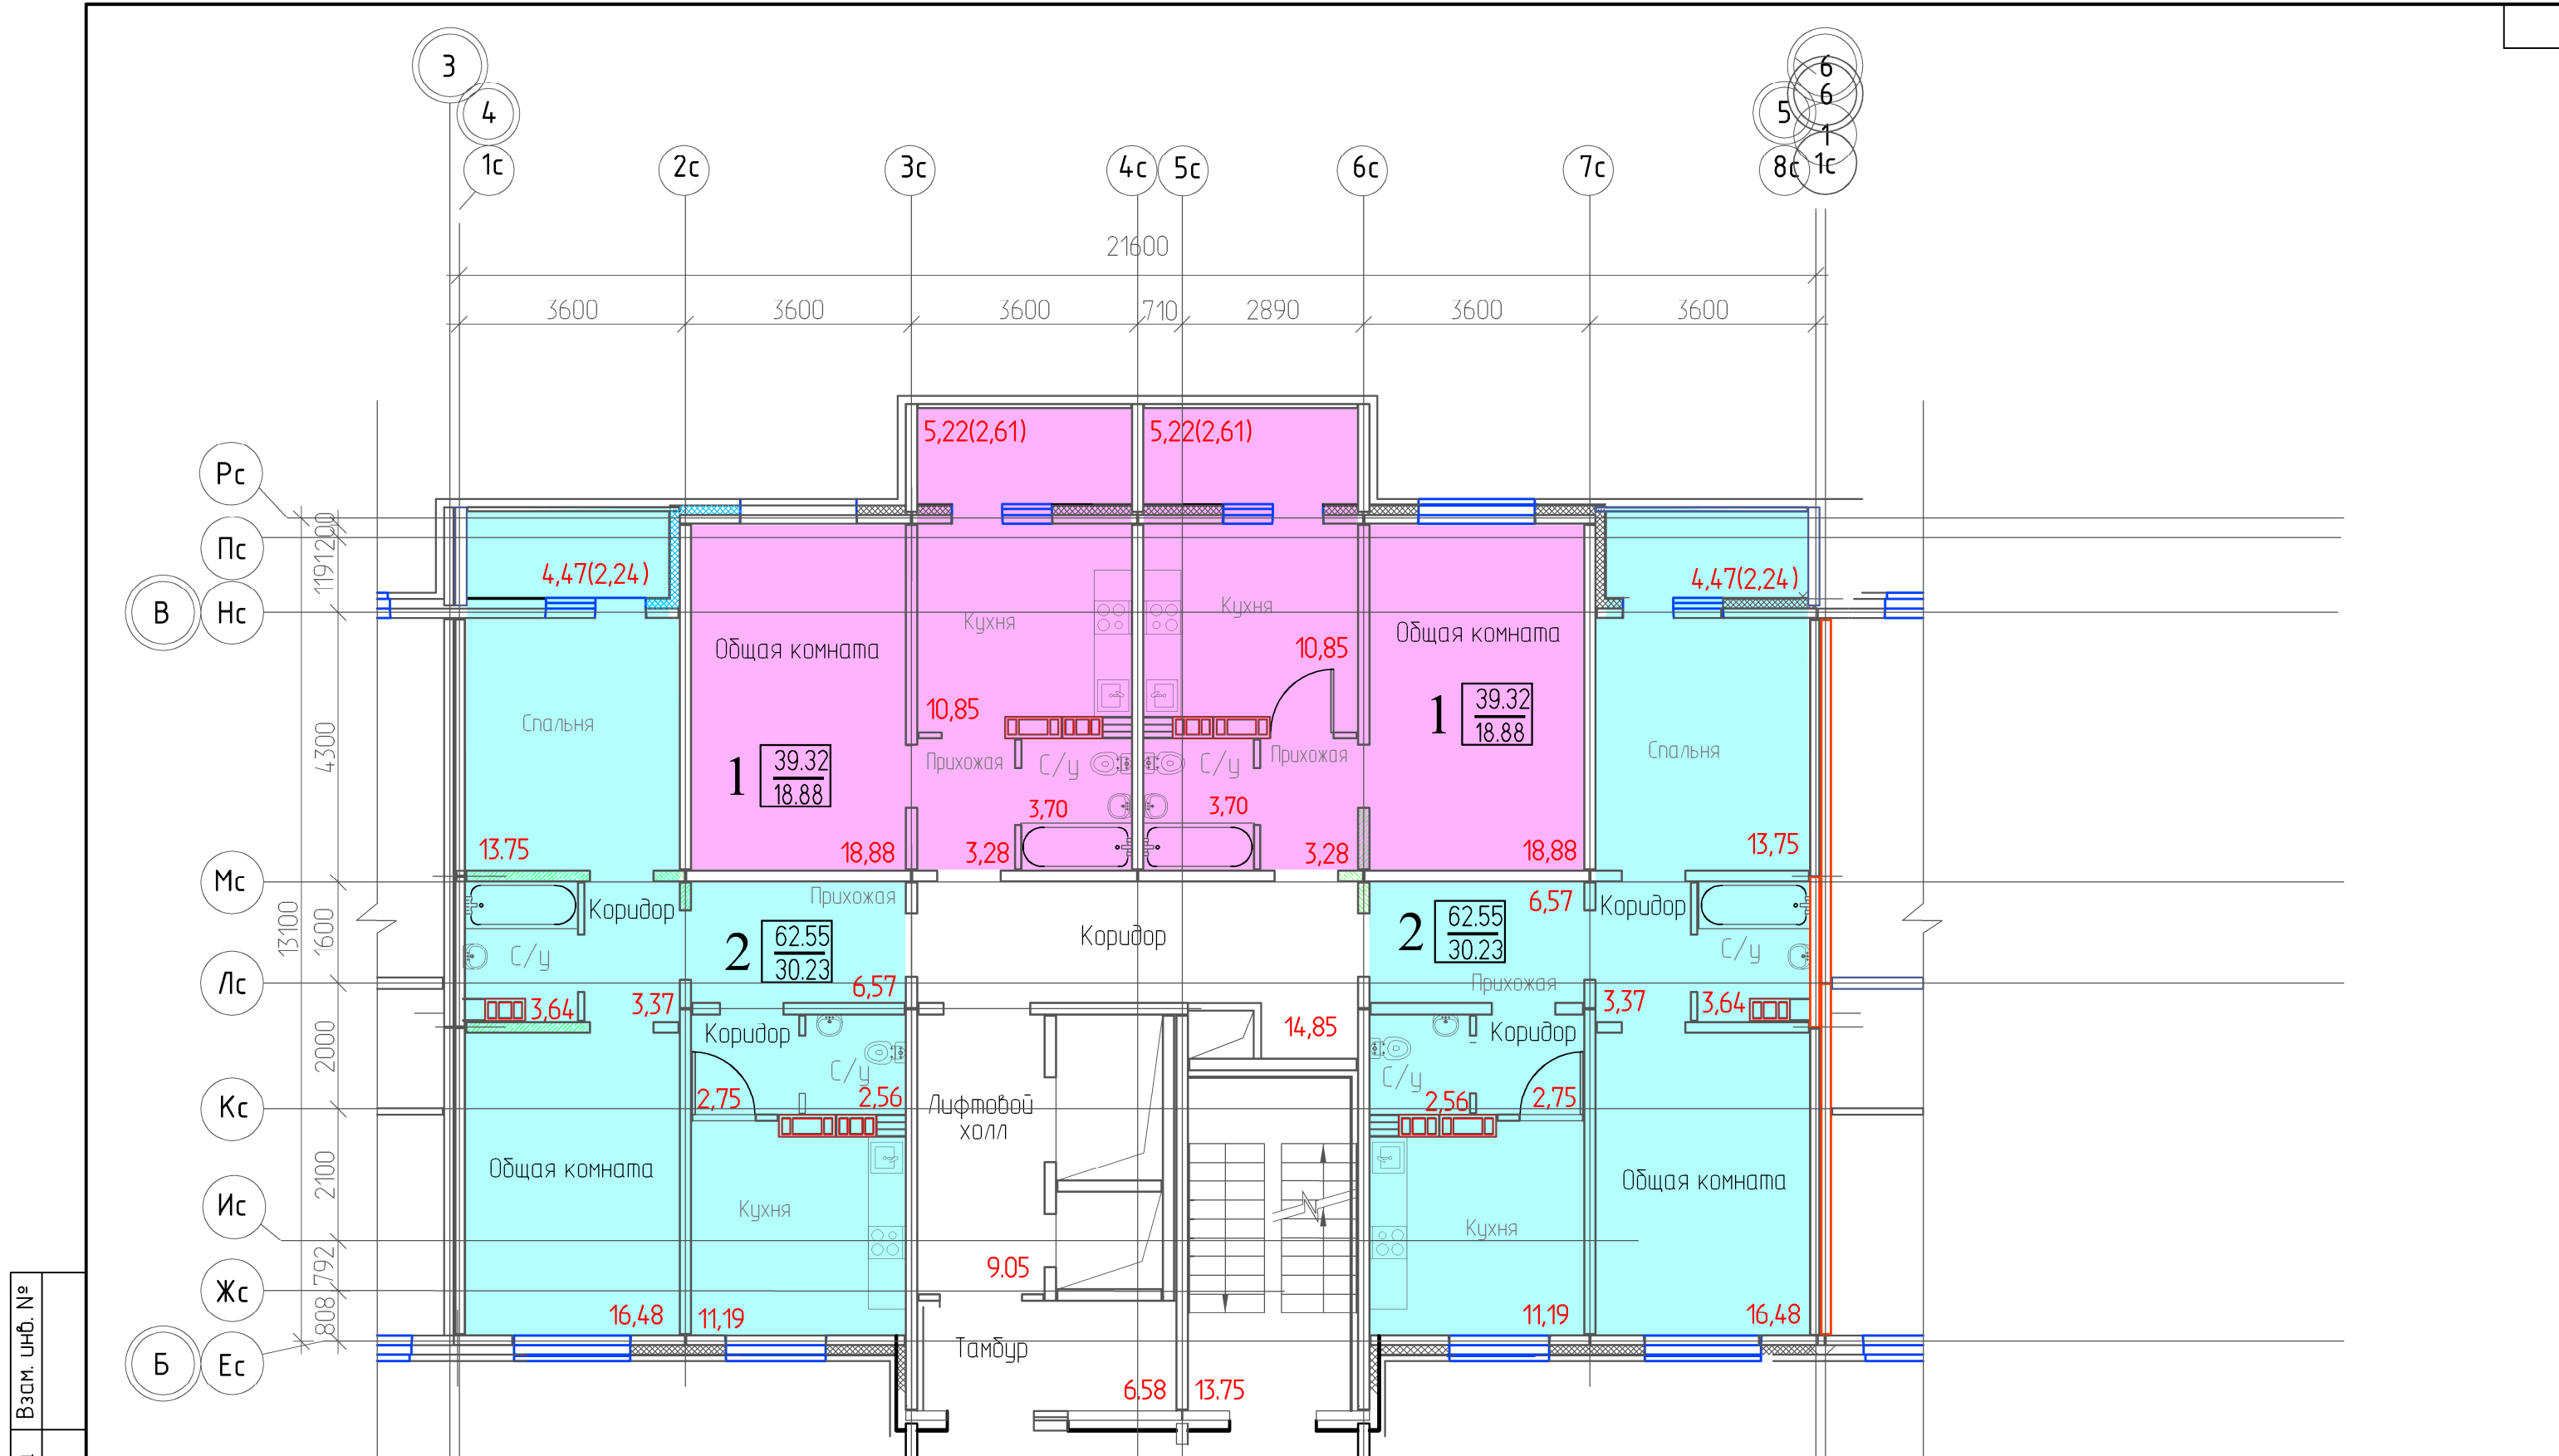 3
6
4
6
5
1
1с
2с
3с
4с
5с
6с
7с
8с
1с
21600
3600
3600
3600
710
2890
3600
3600
5,22(2,61)
5,22(2,61)
Рс
Пс
В
Нс
Мс
Лс
Кс
Ис
Жс
Б
Ес
200
1191
4300
1600
2000
2100
792
808
13100
4,47(2,24)
4,47(2,24)
Кухня
Кухня
Общая комната
Общая комната
10,85
10,85
Спальня
Спальня
1
39.32
18.88
1
39.32
18.88
Прихожая
С/у
С/у
Прихожая
3,70
3,70
13.75
18,88
3,28
3,28
18,88
13,75
Коридор
Прихожая
6,57
Коридор
2
62.55
30.23
Коридор
2
62.55
30.23
С/у
С/у
3,64
3,37
6,57
Прихожая
3,37
3,64
Коридор
14,85
Коридор
С/у
С/у
2,75
2,56
Лифтовой
холл
2,56
2,75
Общая комната
Общая комната
Кухня
Кухня
9.05
16,48
11,19
11,19
16,48
Тамбур
6.58
13.75
Взам. инв. №